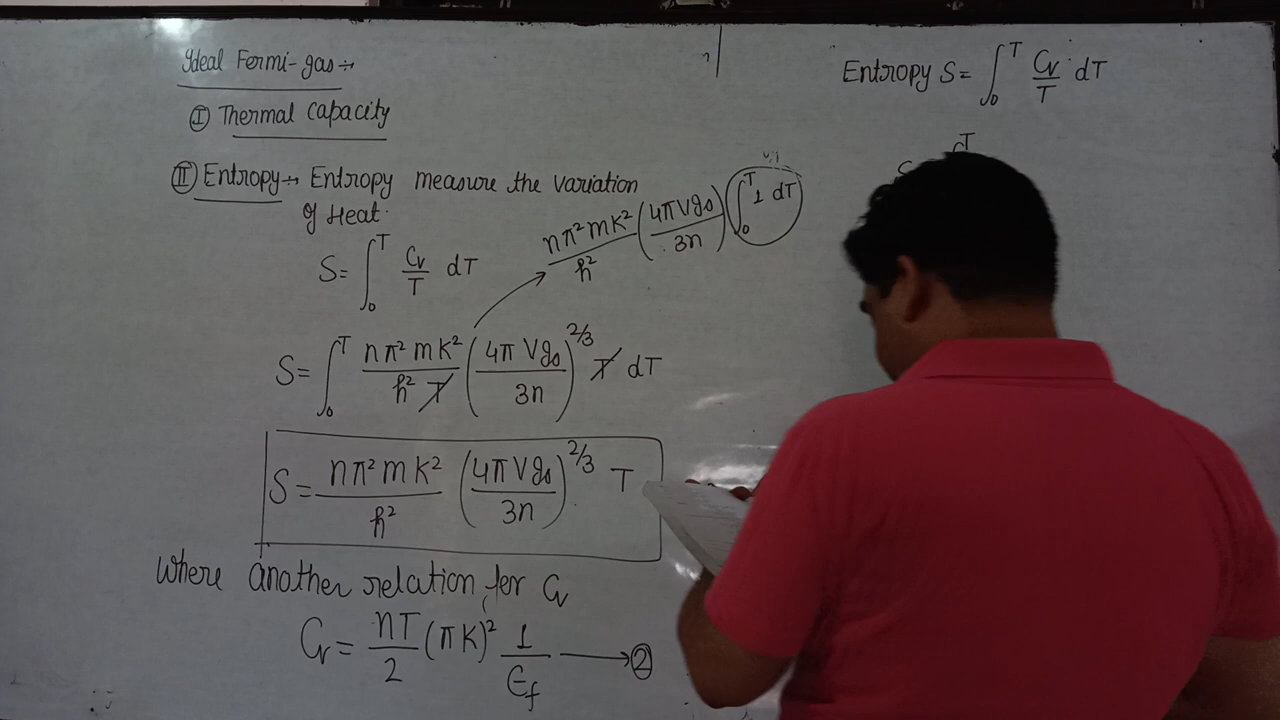 Ideal Fermi-gas →
Ⓘ Thermal Capacity
Ⓘⓘ Entropy → Entropy measure the variation
of Heat.
S = ∫₀ᵀ Cv/T dT
nπ²mK²/ħ² (4πVg₀/3n) ∫₀ᵀ 1 dT
S = ∫₀ᵀ nπ²mK²/ħ²T (4πVg₀/3n)^2/3 T dT
S = nπ²mK²/ħ² (4πVg₀/3n)^2/3 T
Where another relation for Cv
Cv = nT/2 (πK)² 1/Ef → ②
Entropy S = ∫₀ᵀ Cv/T dT